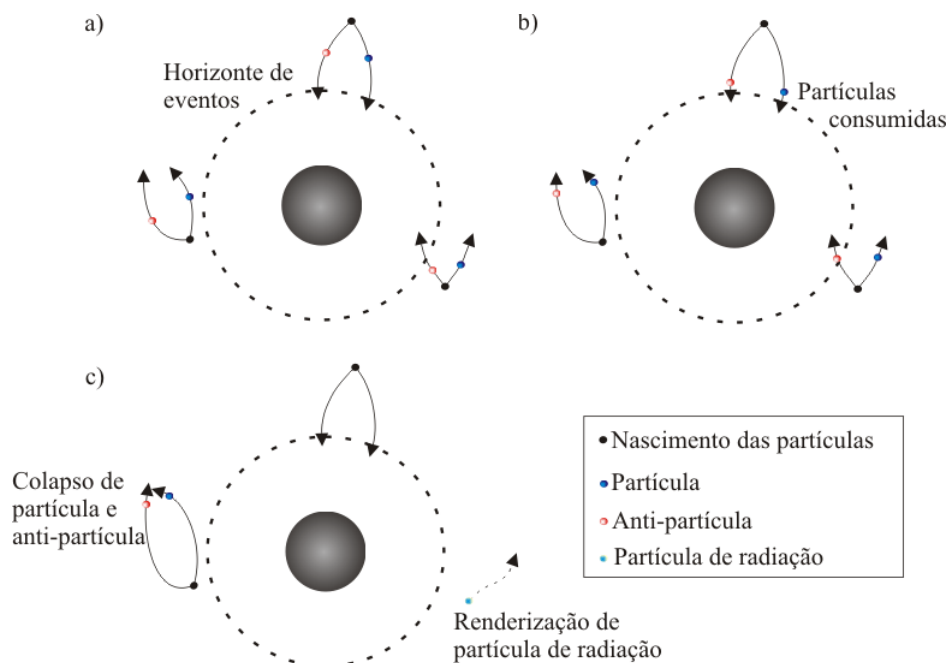 a)
Horizonte de
eventos
b)
Partículas
consumidas
c)
Colapso de
partícula e
anti-partícula
Nascimento das partículas
Partícula
Anti-partícula
Partícula de radiação
Renderização de
partícula de radiação